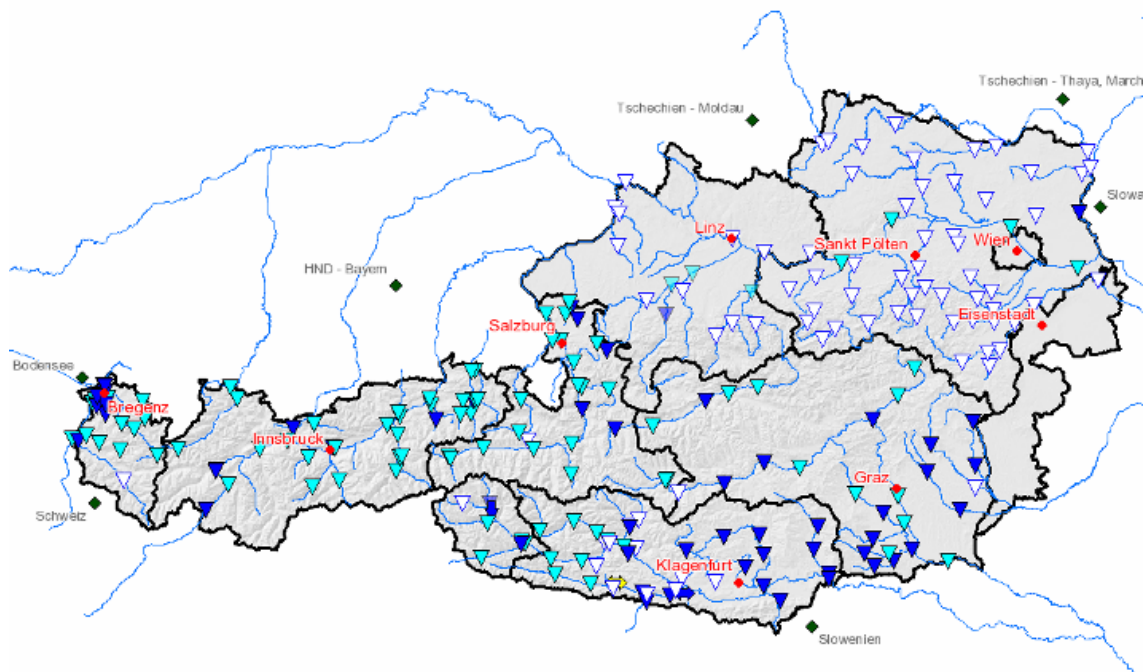 Tschechien - Thaya, March
Tschechien - Moldau
Slowa
Linz
Sankt Pölten
Wien
HND - Bayern
Eisenstadt
Salzburg
Bodensee
Bregenz
Innsbruck
Graz
Schweiz
Klagenfurt
Slowenien